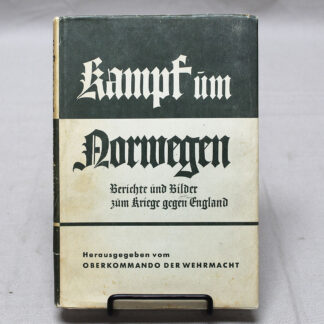 Kampf um
Norwegen
Berichte und Bilder
zum Kriege gegen England
Herausgegeben vom
OBERKOMMANDO DER WEHRMACHT